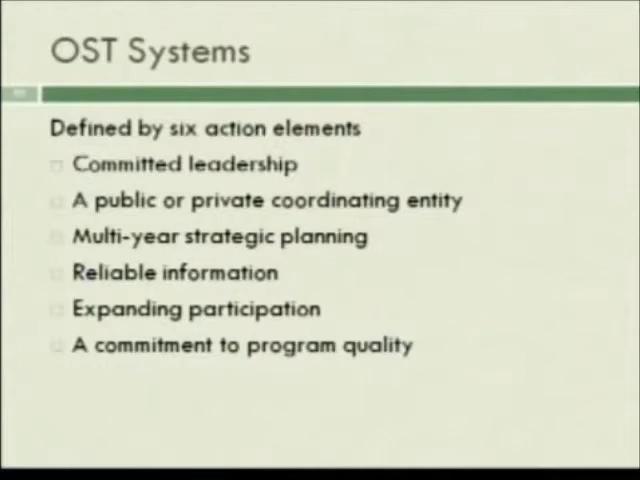 OST Systems
Defined by six action elements
Committed leadership
A public or private coordinating entity
Multi-year strategic planning
Reliable information
Expanding participation
A commitment to program quality